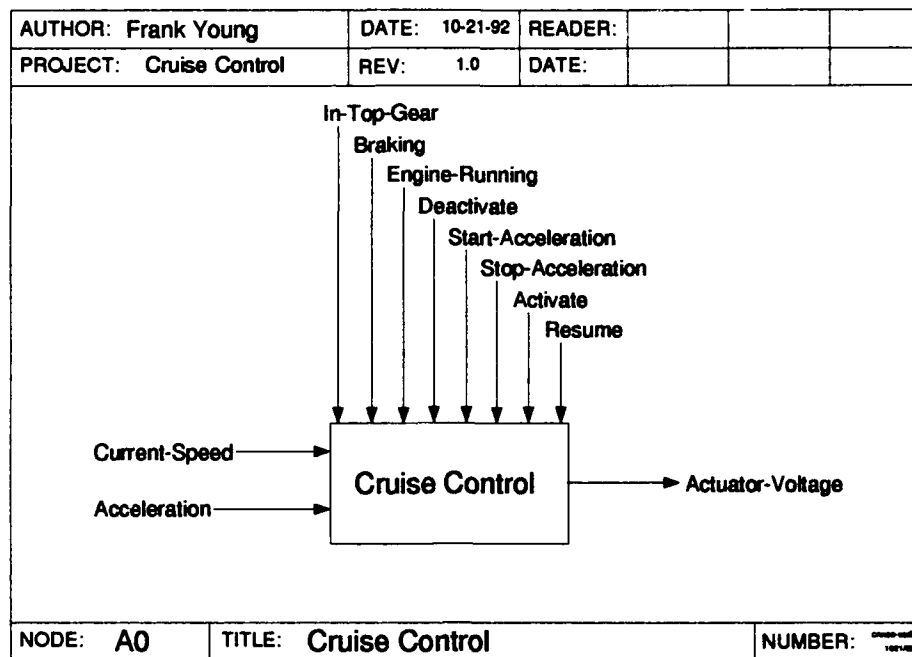 AUTHOR: Frank Young DATE: 10-21-92 READER:
PROJECT: Cruise Control REV: 1.0 DATE:
In-Top-Gear
Braking
Engine-Running
Deactivate
Start-Acceleration
Stop-Acceleration
Activate
Resume
Current-Speed
Acceleration
Cruise Control
Actuator-Voltage
NODE: A0 TITLE: Cruise Control NUMBER: